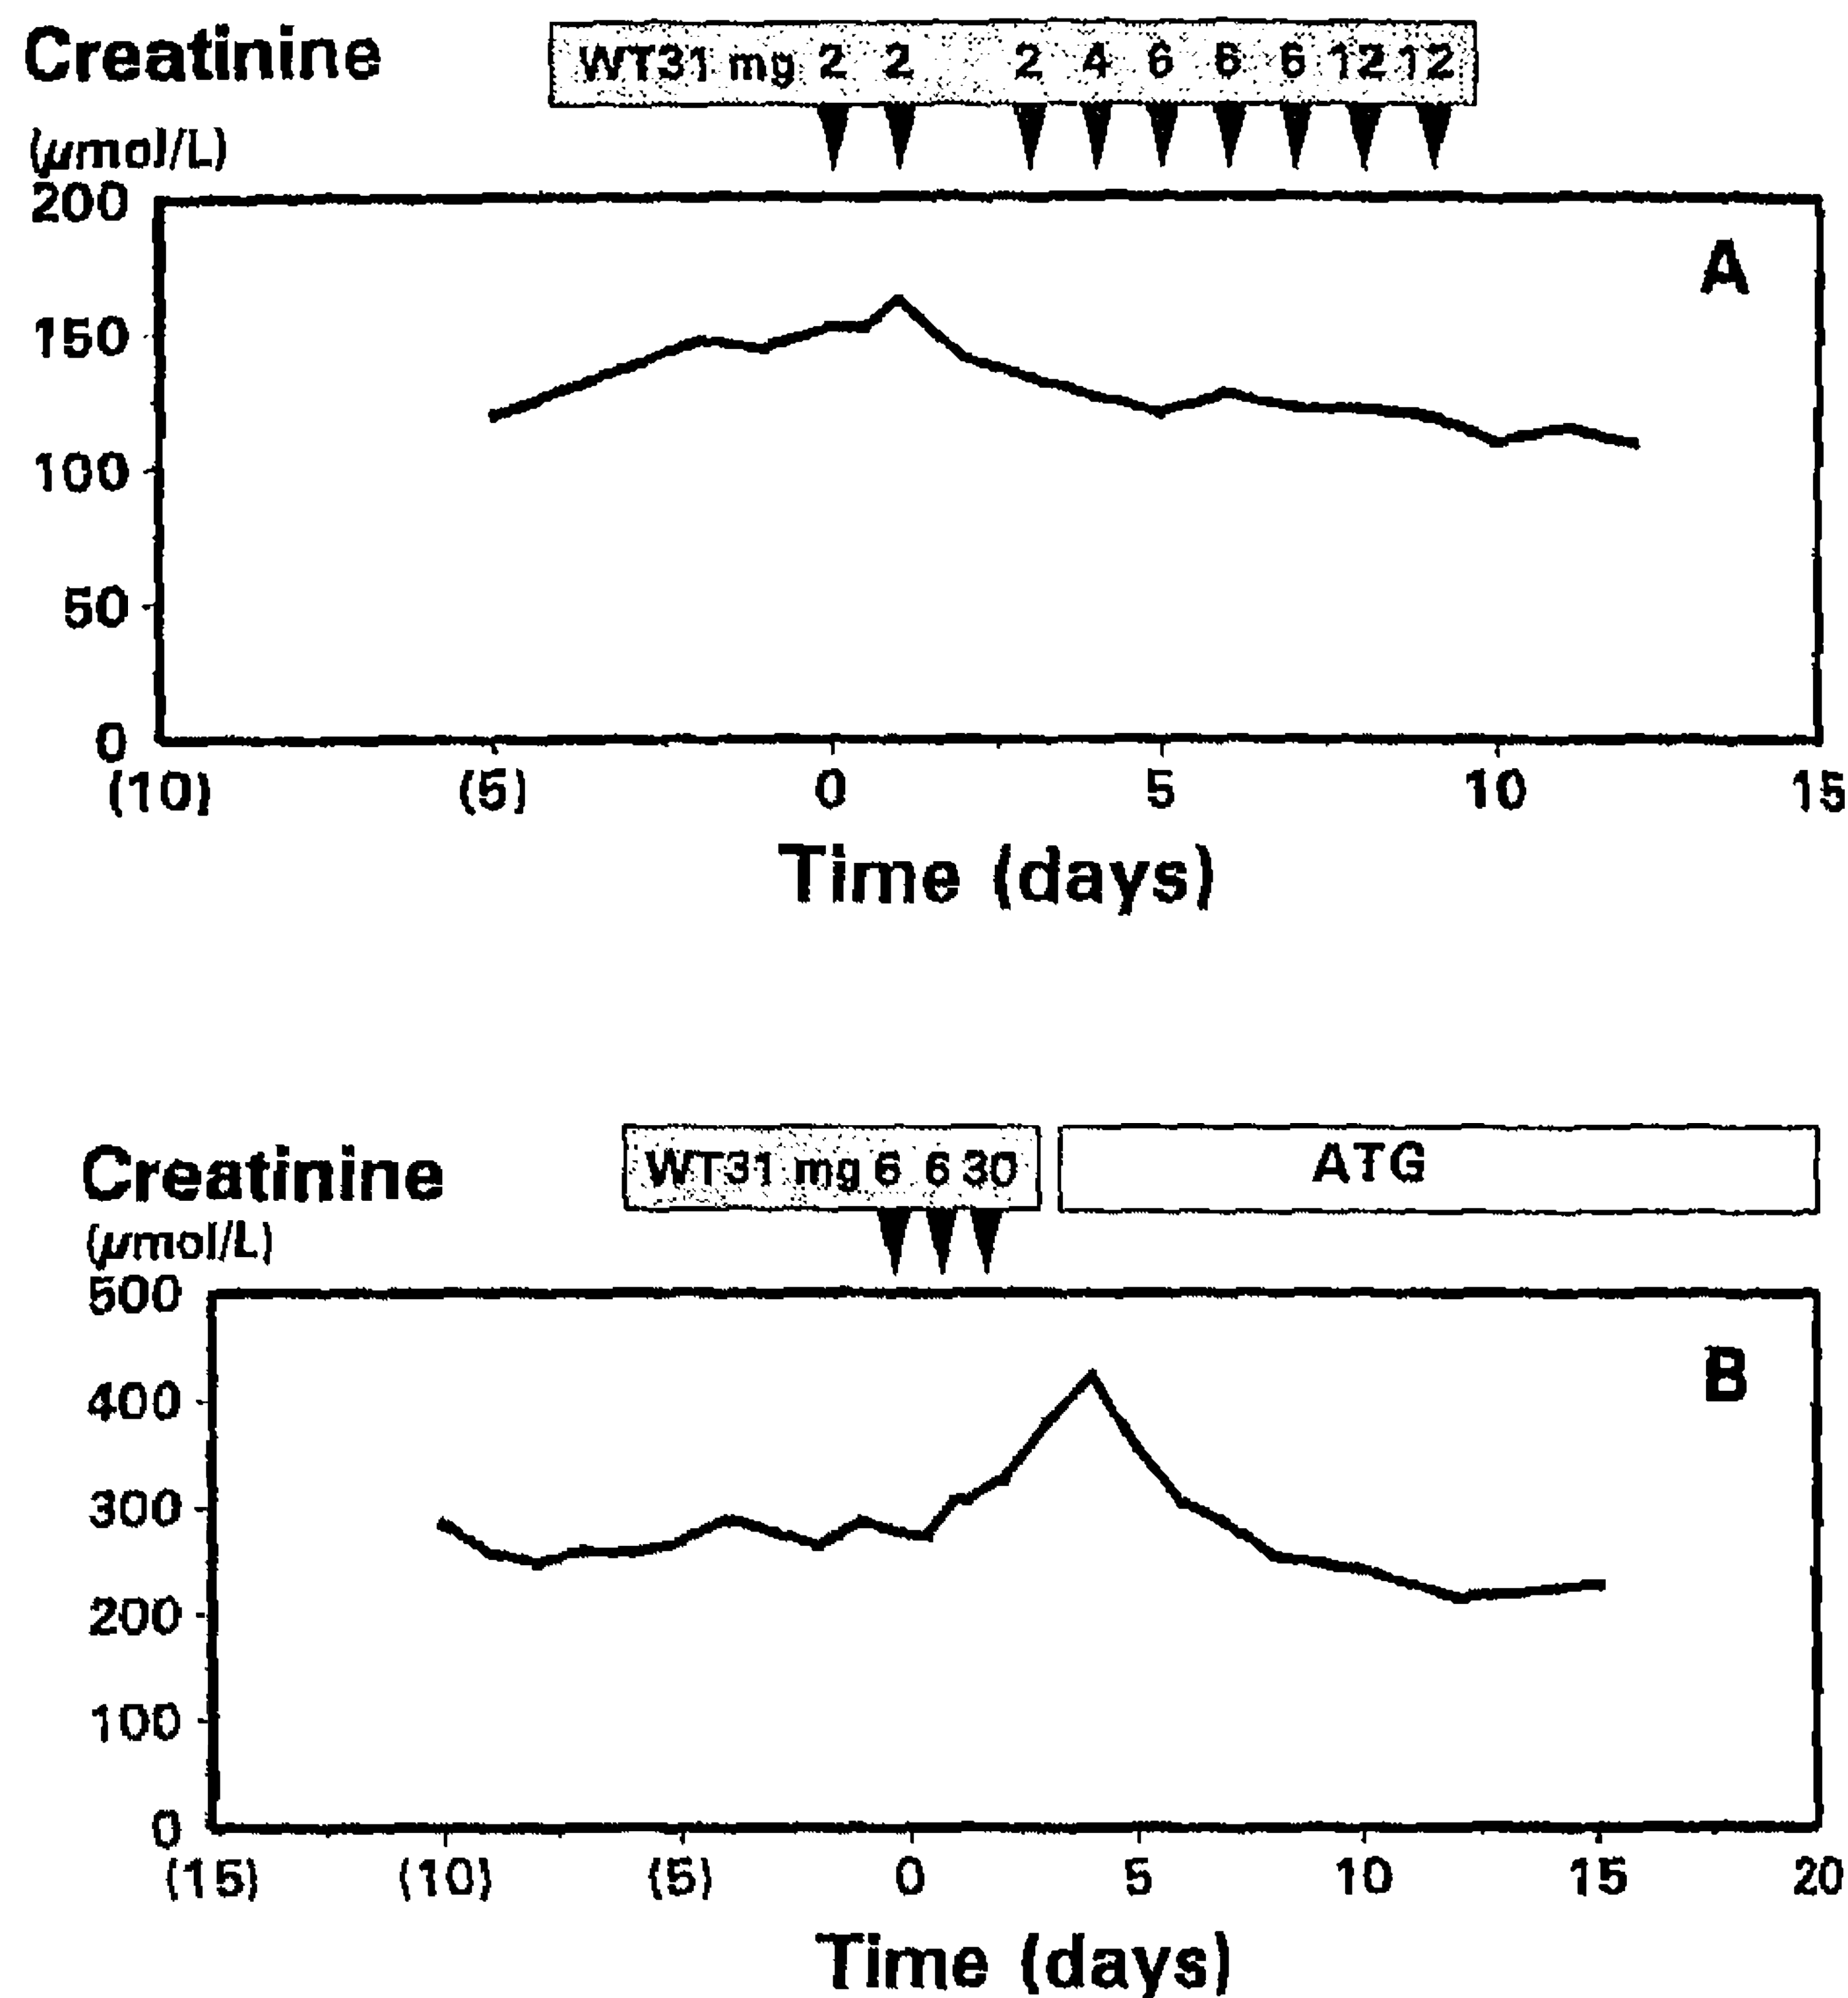 Creatinine
WT31 mg 2 2 2 4 6 6 6 12 12
(µmol/L)
200
A
150
100
50
0
(10) (5) 0 5 10 15
Time (days)
Creatinine
WT31 mg 6 6 30
ATG
(µmol/L)
500
B
400
300
200
100
0
(15) (10) (5) 0 5 10 15 20
Time (days)